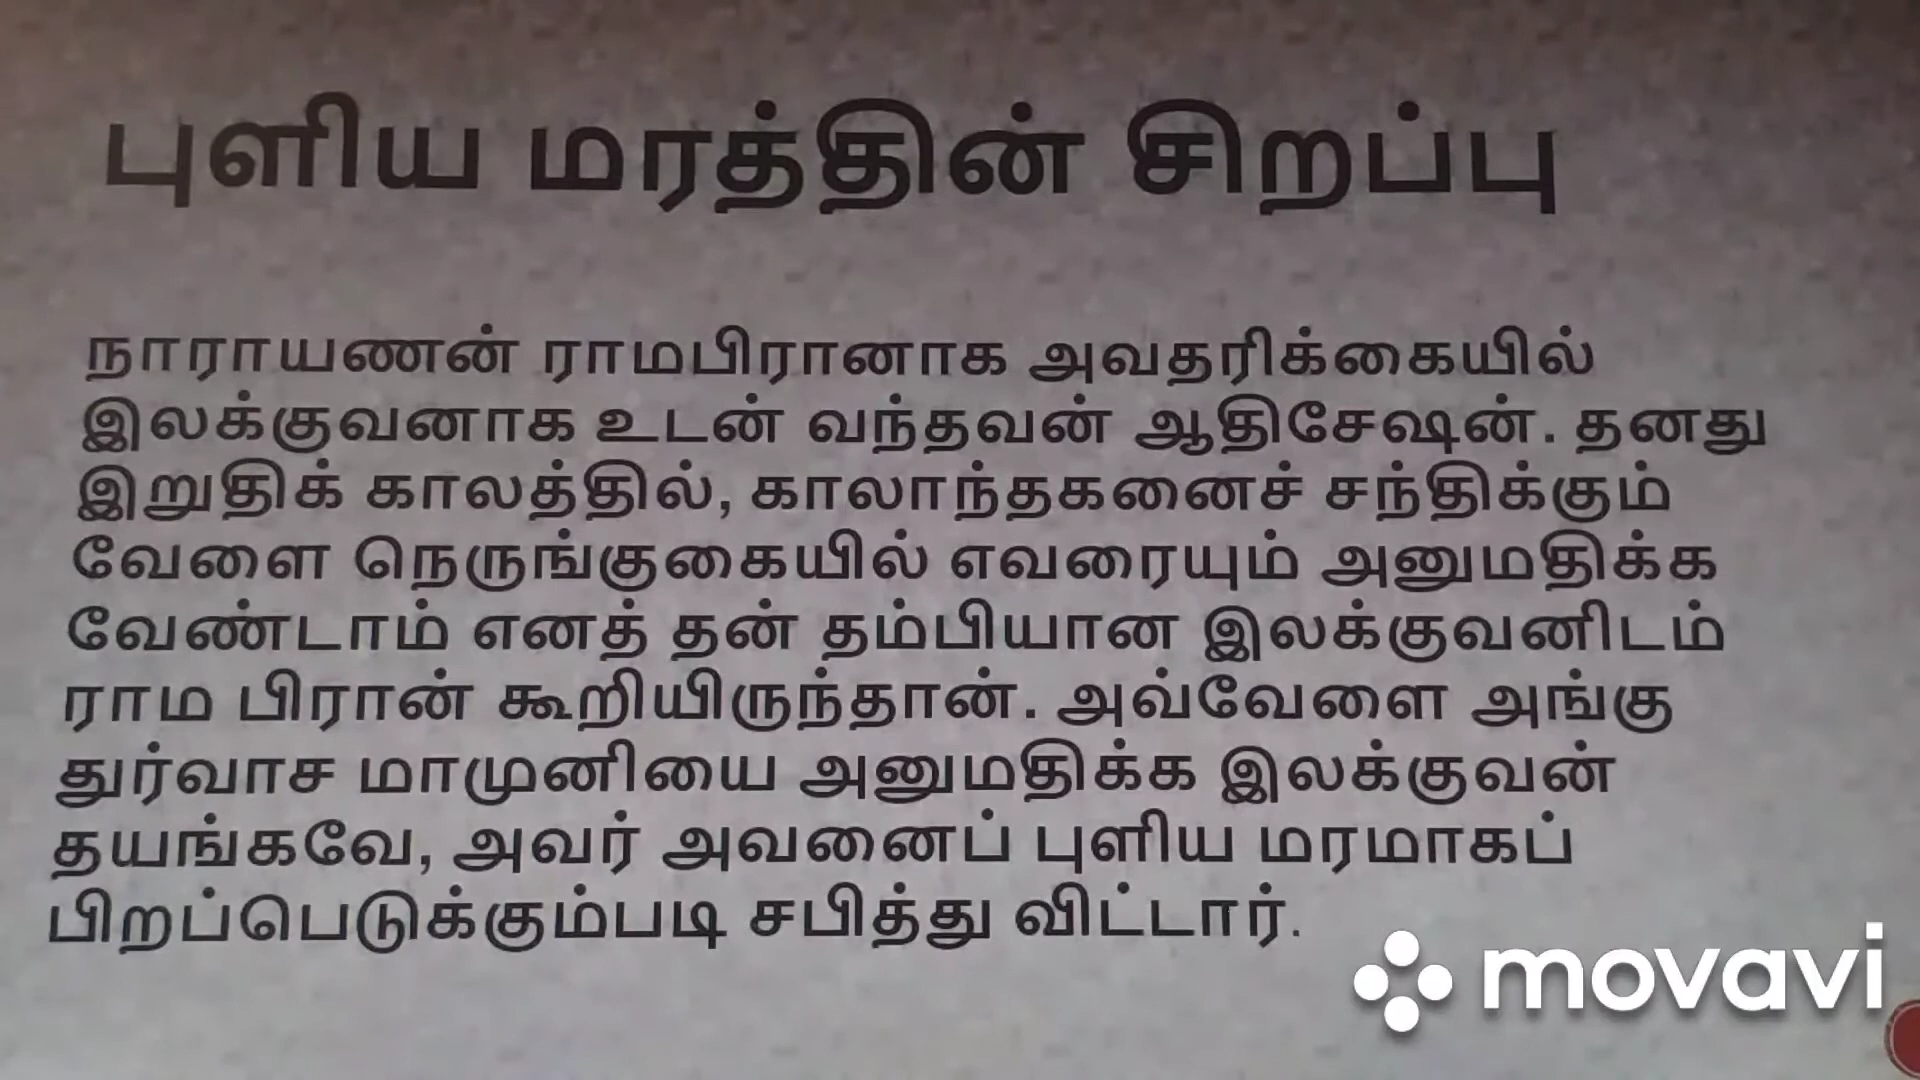 புளிய மரத்தின் சிறப்பு
நாராயணன் ராமபிரானாக அவதரிக்கையில்
இலக்குவனாக உடன் வந்தவன் ஆதிசேஷன். தனது
இறுதிக் காலத்தில், காலாந்தகனைச் சந்திக்கும்
வேளை நெருங்குகையில் எவரையும் அனுமதிக்க
வேண்டாம் எனத் தன் தம்பியான இலக்குவனிடம்
ராம பிரான் கூறியிருந்தான். அவ்வேளை அங்கு
துர்வாச மாமுனியை அனுமதிக்க இலக்குவன்
தயங்கவே, அவர் அவனைப் புளிய மரமாகப்
பிறப்பெடுக்கும்படி சபித்து விட்டார்.
movavi